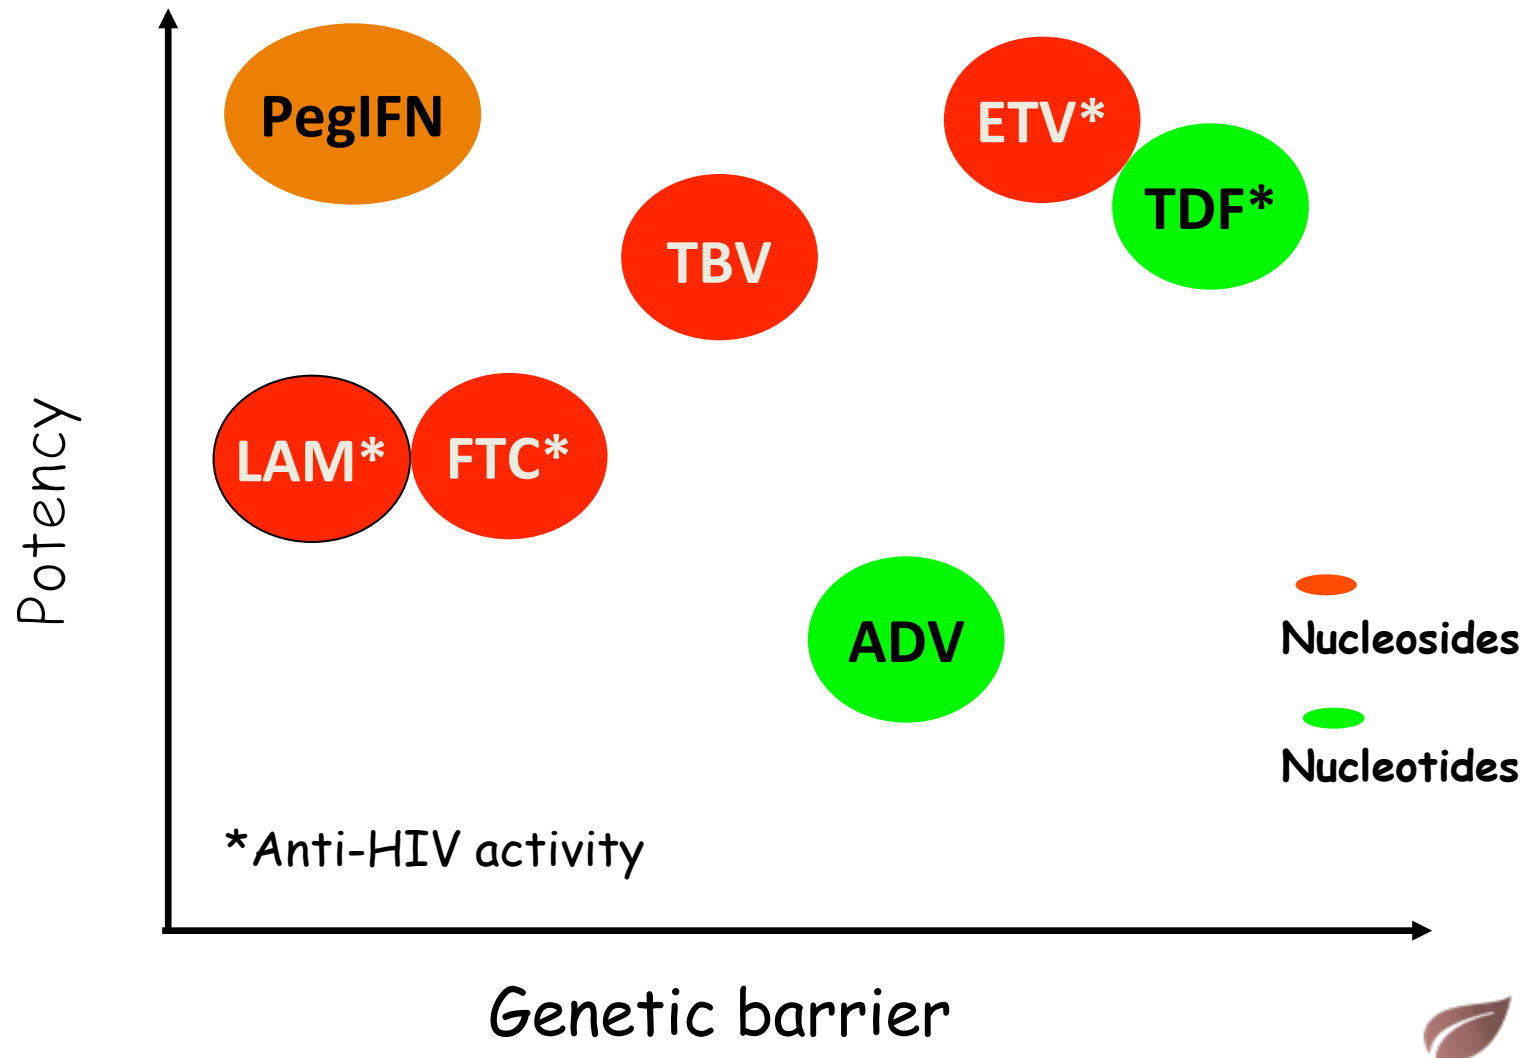 PegIFN
ETV*
TDF*
TBV
LAM*
FTC*
Potency
ADV
Nucleosides
Nucleotides
*Anti-HIV activity
Genetic barrier